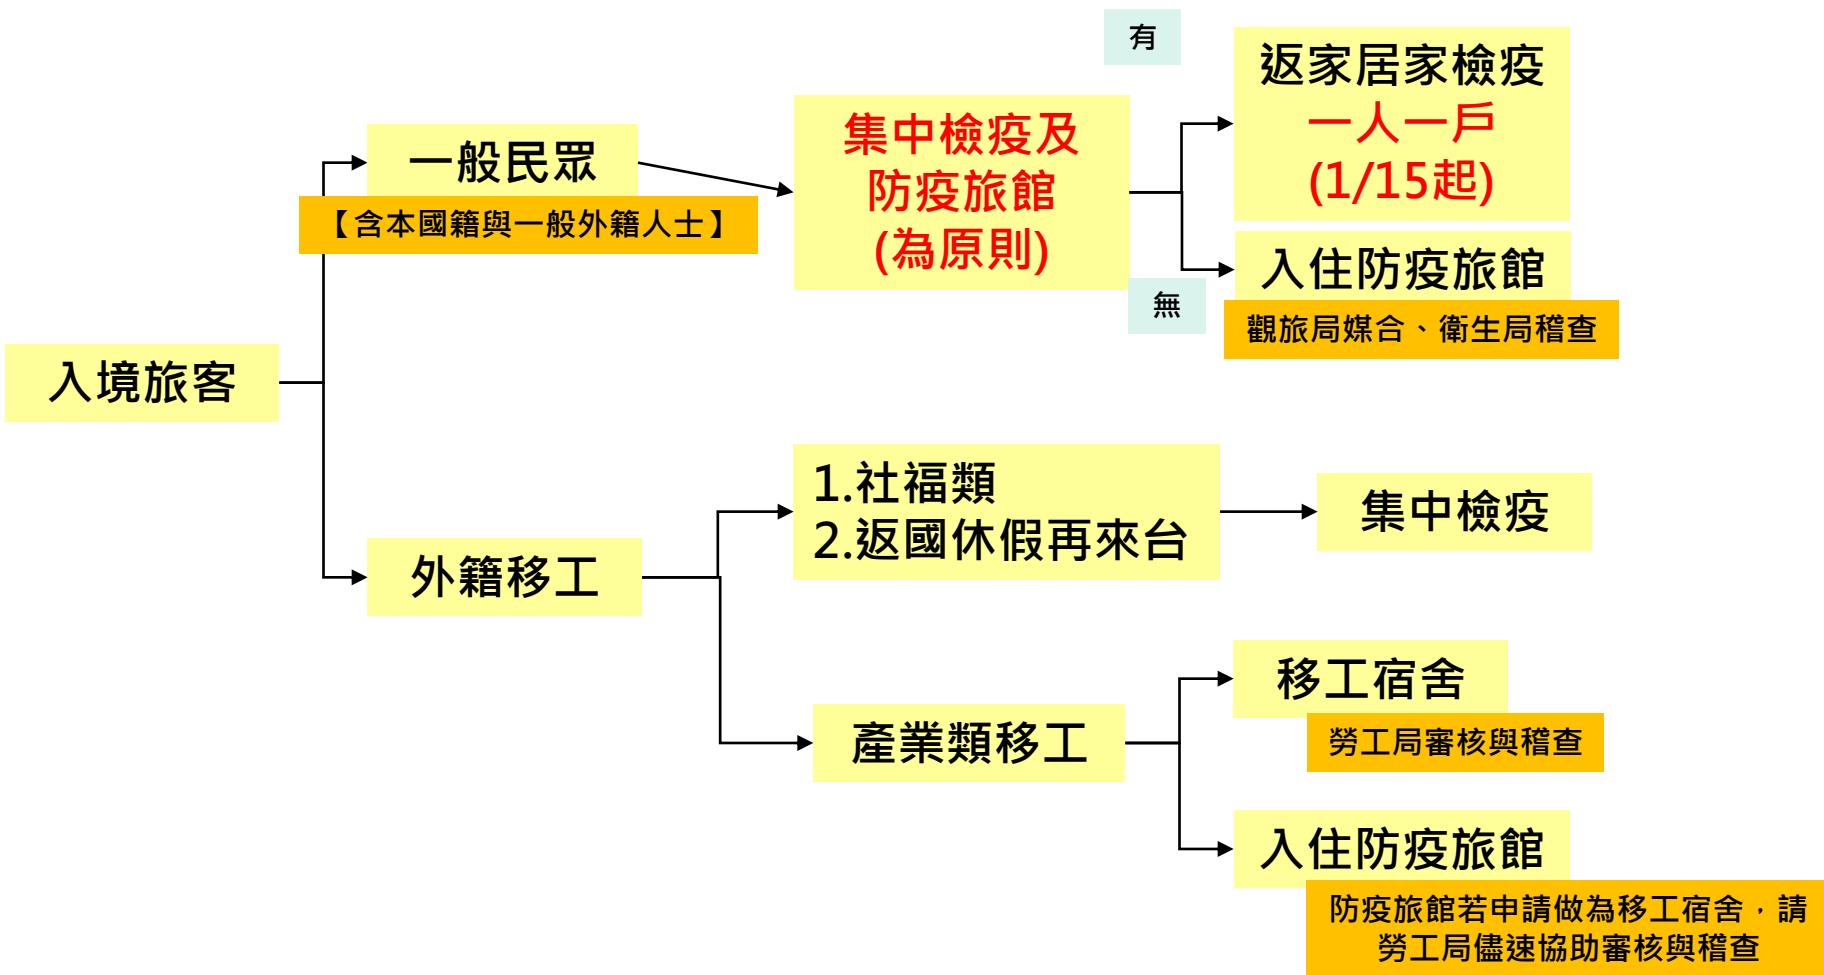 有
返家居家檢疫
一人一戶
(1/15起)
一般民眾
【含本國籍與一般外籍人士】
集中檢疫及
防疫旅館
(為原則)
無
入住防疫旅館
觀旅局媒合、衛生局稽查
入境旅客
外籍移工
1.社福類
2.返國休假再來台
集中檢疫
產業類移工
移工宿舍
勞工局審核與稽查
入住防疫旅館
防疫旅館若申請做為移工宿舍，請
勞工局儘速協助審核與稽查